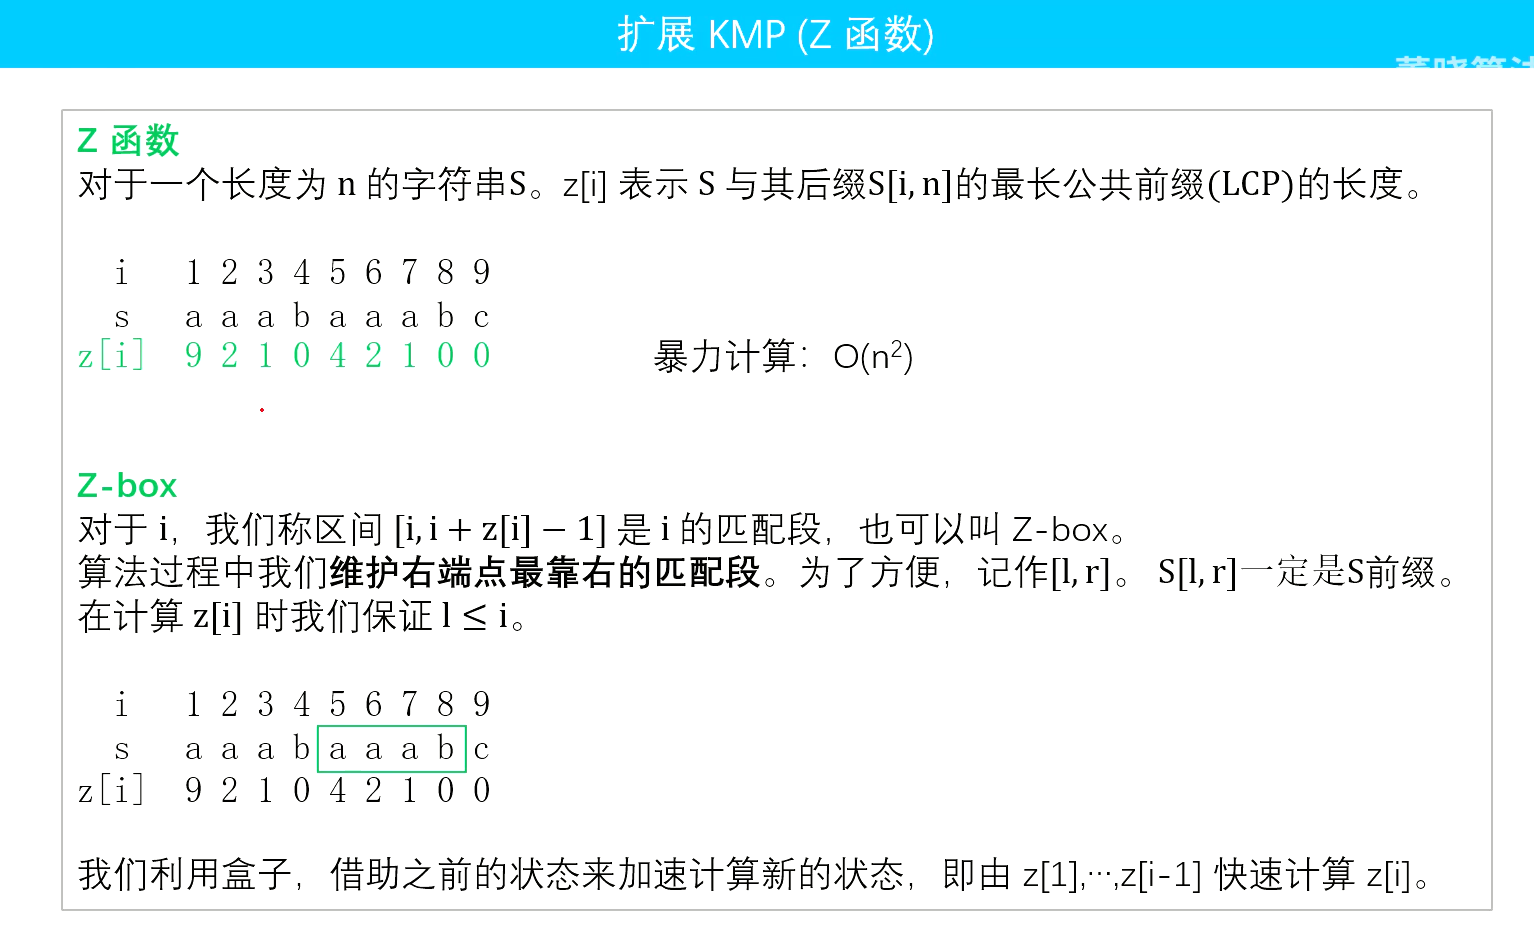 扩展 KMP (Z 函数)
Z 函数
对于一个长度为 n 的字符串S。z[i] 表示 S 与其后缀S[i, n]的最长公共前缀(LCP)的长度。
i 1 2 3 4 5 6 7 8 9
s a a a b a a a b c
z[i] 9 2 1 0 4 2 1 0 0
暴力计算：O(n²)
Z-box
对于 i，我们称区间 [i, i + z[i] − 1] 是 i 的匹配段，也可以叫 Z-box。
算法过程中我们维护右端点最靠右的匹配段。为了方便，记作[l, r]。 S[l, r]一定是S前缀。
在计算 z[i] 时我们保证 l ≤ i。
i 1 2 3 4 5 6 7 8 9
s a a a b a a a b c
z[i] 9 2 1 0 4 2 1 0 0
我们利用盒子，借助之前的状态来加速计算新的状态，即由 z[1],⋯,z[i-1] 快速计算 z[i]。